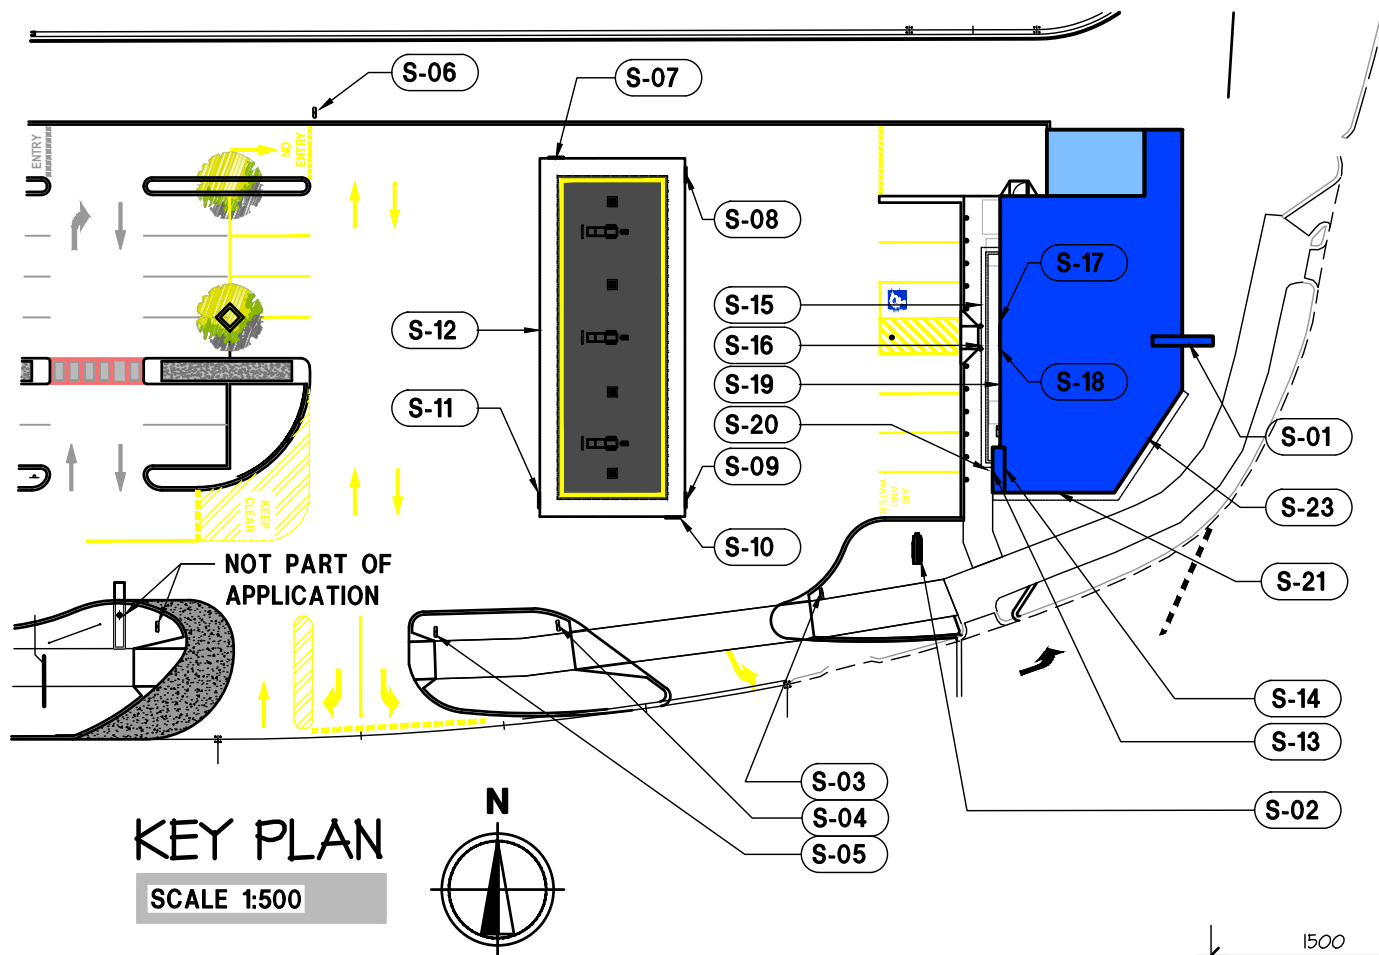 S-06
S-07
ENTRY
NO
ENTRY
S-08
S-17
S-15
S-12
S-16
S-19
S-18
S-11
S-20
S-01
S-09
AIR
AND
WATER
KEEP
CLEAR
S-23
S-10
NOT PART OF
APPLICATION
S-21
S-14
S-13
S-03
S-02
S-04
S-05
N
KEY PLAN
SCALE 1:500
1500